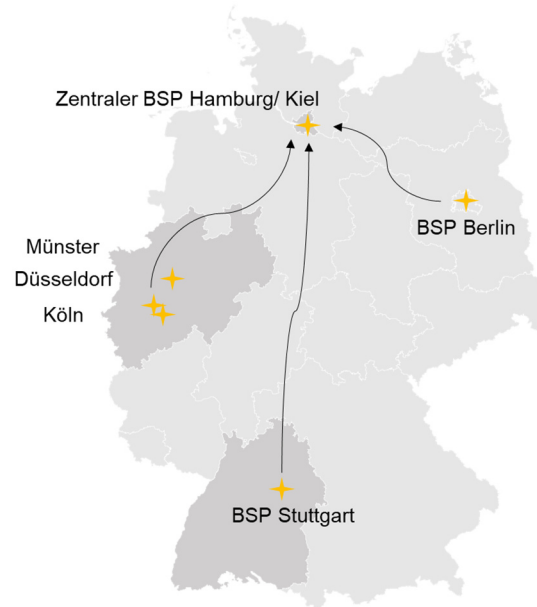 Zentraler BSP Hamburg/ Kiel
BSP Berlin
Münster
Düsseldorf
Köln
BSP Stuttgart